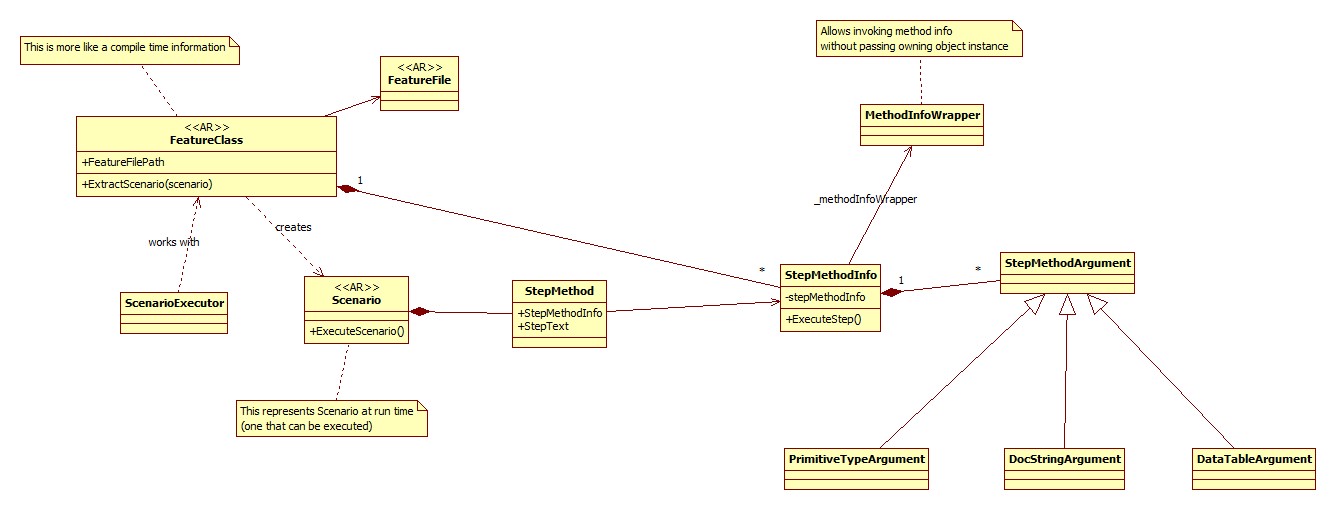 This is more like a compile time information
<<AR>>
FeatureFile
Allows invoking method info
without passing owning object instance
<<AR>>
FeatureClass
+FeatureFilePath
+ExtractScenario(scenario)
MethodInfoWrapper
1
_methodInfoWrapper
creates
works with
*
StepMethodInfo
-stepMethodInfo
+ExecuteStep()
1
*
StepMethodArgument
ScenarioExecutor
<<AR>>
Scenario
+ExecuteScenario()
StepMethod
+StepMethodInfo
+StepText
This represents Scenario at run time
(one that can be executed)
PrimitiveTypeArgument
DocStringArgument
DataTableArgument